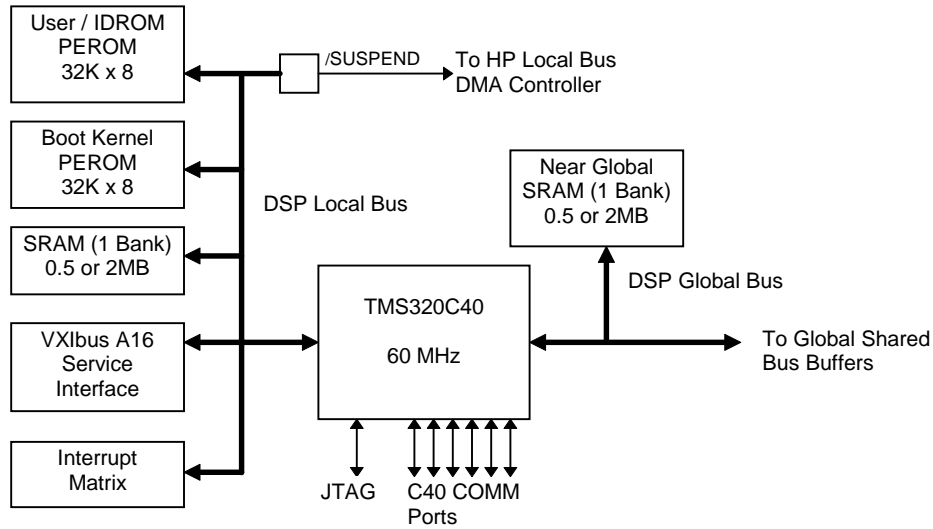 User / IDROM
PEROM
32K x 8
/SUSPEND
To HP Local Bus
DMA Controller
Boot Kernel
PEROM
32K x 8
Near Global
SRAM (1 Bank)
0.5 or 2MB
DSP Local Bus
SRAM (1 Bank)
0.5 or 2MB
DSP Global Bus
TMS320C40
60 MHz
VXIbus A16
Service
Interface
To Global Shared
Bus Buffers
Interrupt
Matrix
JTAG
C40 COMM
Ports